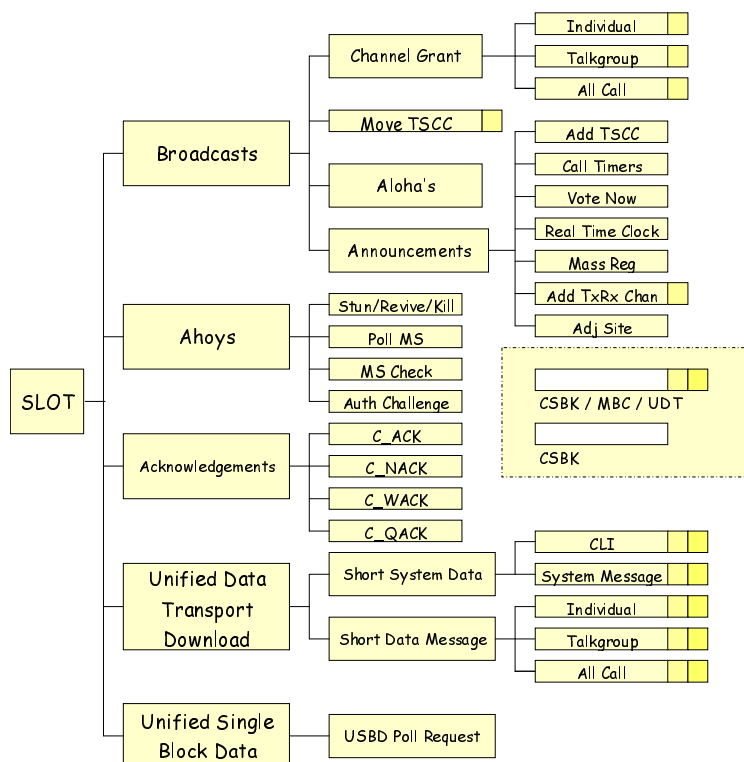 SLOT
Broadcasts
Channel Grant
Individual
Talkgroup
All Call
Move TSCC
Aloha's
Announcements
Add TSCC
Call Timers
Vote Now
Real Time Clock
Mass Reg
Add TxRx Chan
Adj Site
Ahoys
Stun/Revive/Kill
Poll MS
MS Check
Auth Challenge
CSBK / MBC / UDT
CSBK
Acknowledgements
C_ACK
C_NACK
C_WACK
C_QACK
Unified Data
Transport
Download
Short System Data
CLI
System Message
Short Data Message
Individual
Talkgroup
All Call
Unified Single
Block Data
USBD Poll Request